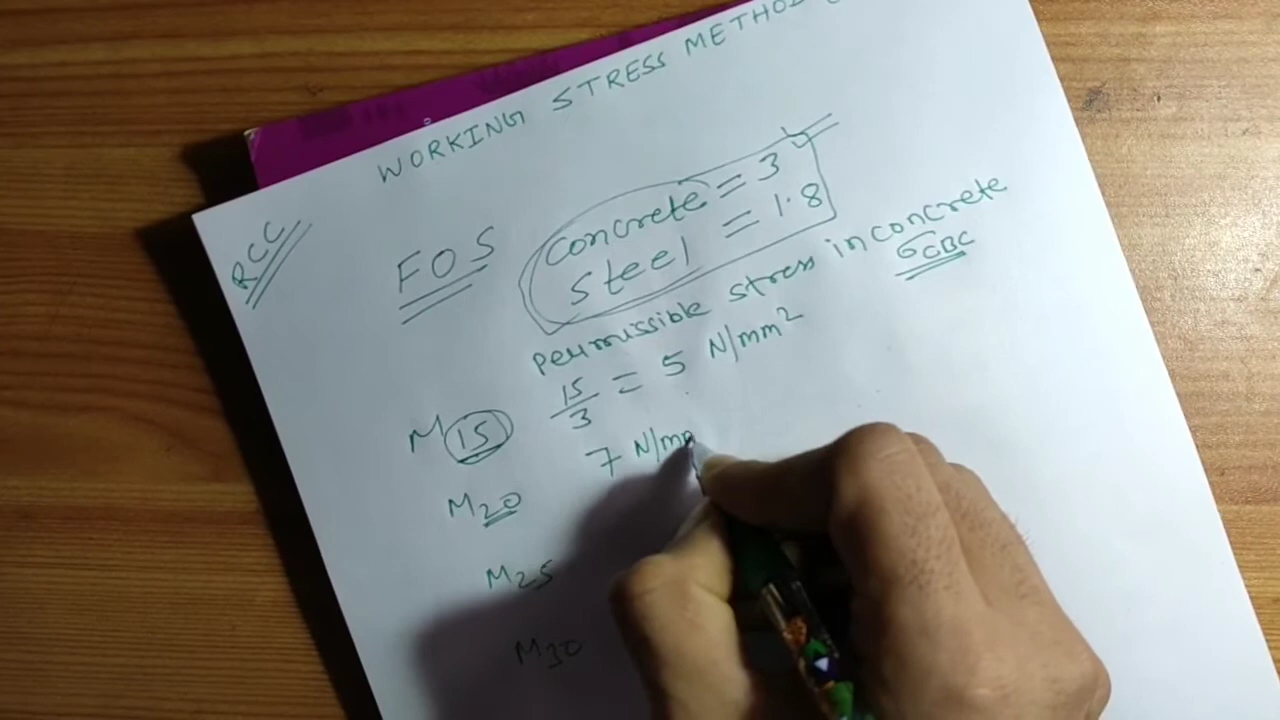 WORKING STRESS METHOD
RCC
FOS
concrete = 3
steel = 1.8
permissible stress in concrete
σCBC
M15 15/3 = 5 N/mm²
M20 7 N/mm
M25
M30